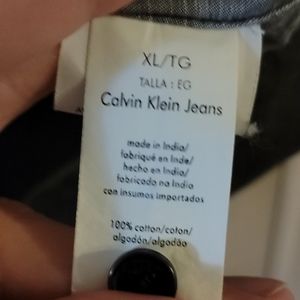 XL/TG
TALLA : EG
Calvin Klein Jeans
made in India/
fabriqué en Inde/
hecho en India/
fabricado na India
con insumos importados
100% cotton/coton/
algodón/algodão